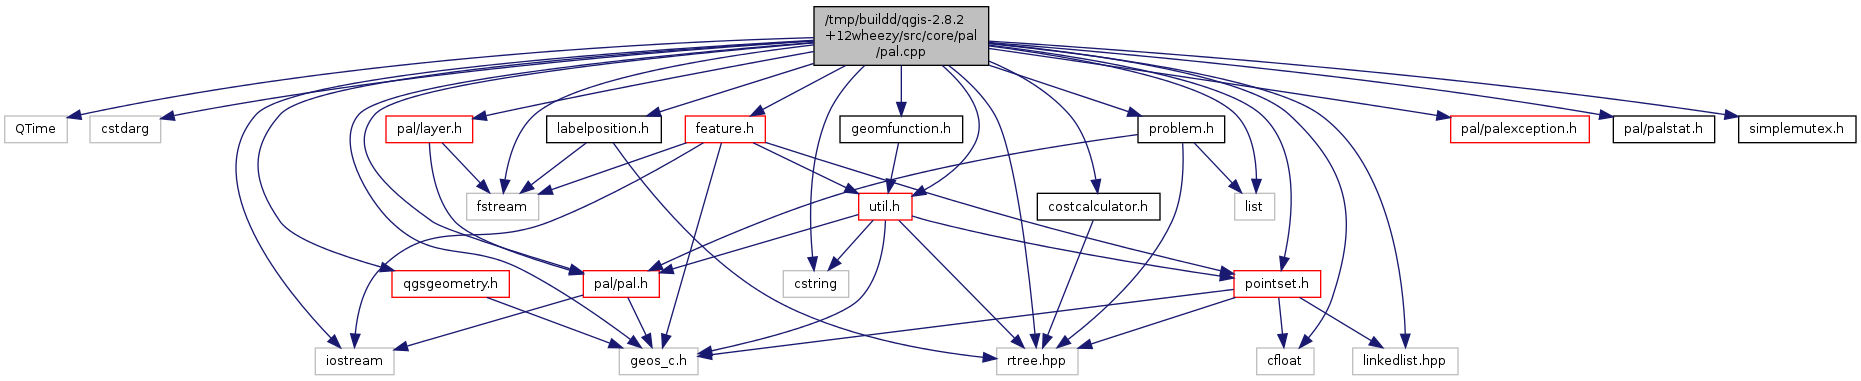 /tmp/buildd/qgis-2.8.2
+12wheezy/src/core/pal
/pal.cpp
QTime
cstdarg
pal/layer.h
labelposition.h
feature.h
geomfunction.h
problem.h
pal/palexception.h
pal/palstat.h
simplemutex.h
fstream
util.h
costcalculator.h
list
qgsgeometry.h
pal/pal.h
cstring
pointset.h
iostream
geos_c.h
rtree.hpp
cfloat
linkedlist.hpp